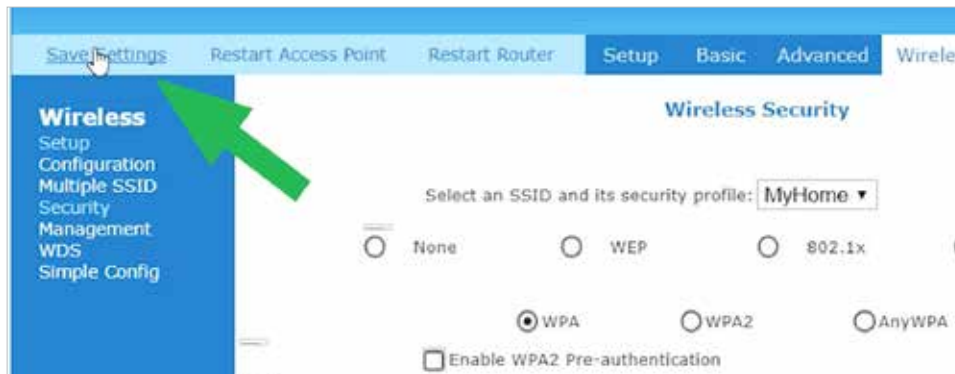 Save Settings Restart Access Point Restart Router Setup Basic Advanced Wirele
Wireless
Setup
Configuration
Multiple SSID
Security
Management
WDS
Simple Config
Wireless Security
Select an SSID and its security profile: MyHome
None WEP 802.1x
WPA WPA2 AnyWPA
Enable WPA2 Pre-authentication